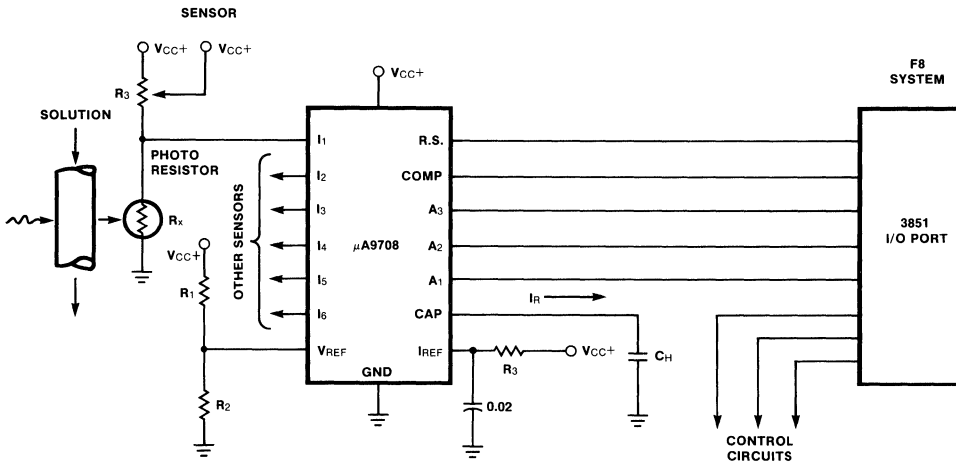 SENSOR
VCC+
VCC+
R3
SOLUTION
PHOTO
RESISTOR
Rx
VCC+
R1
R2
OTHER SENSORS
VCC+
I1
I2
I3
I4
I5
I6
VREF
µA9708
GND
R.S.
COMP
A3
A2
A1
CAP
IREF
IR
R3
VCC+
0.02
CH
F8
SYSTEM
3851
I/O PORT
CONTROL
CIRCUITS